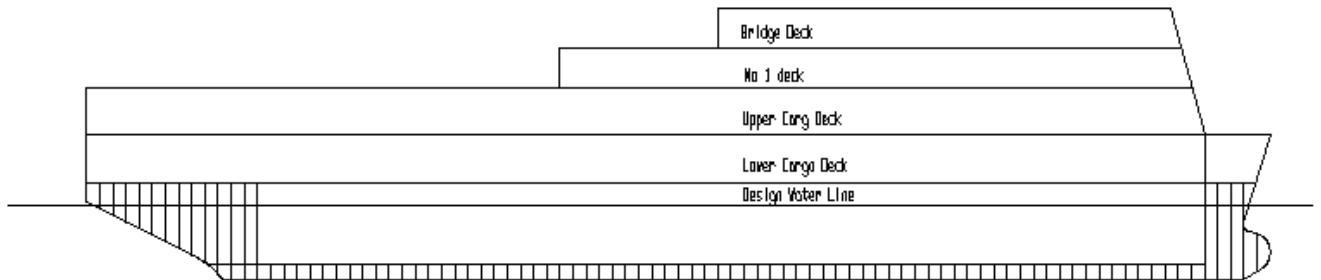 Bridge Deck
No 1 deck
Upper Carg Deck
Lower Cargo Deck
Design Water Line